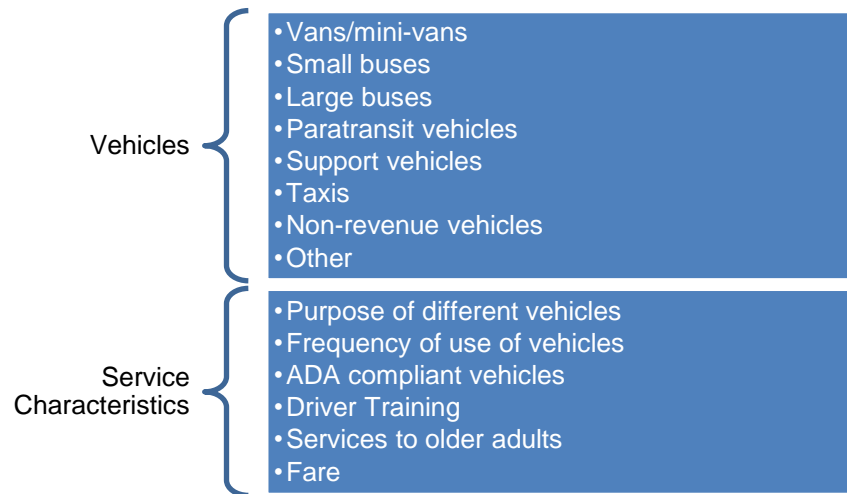 Vehicles
•Vans/mini-vans
•Small buses
•Large buses
•Paratransit vehicles
•Support vehicles
•Taxis
•Non-revenue vehicles
•Other
Service
Characteristics
•Purpose of different vehicles
•Frequency of use of vehicles
•ADA compliant vehicles
•Driver Training
•Services to older adults
•Fare